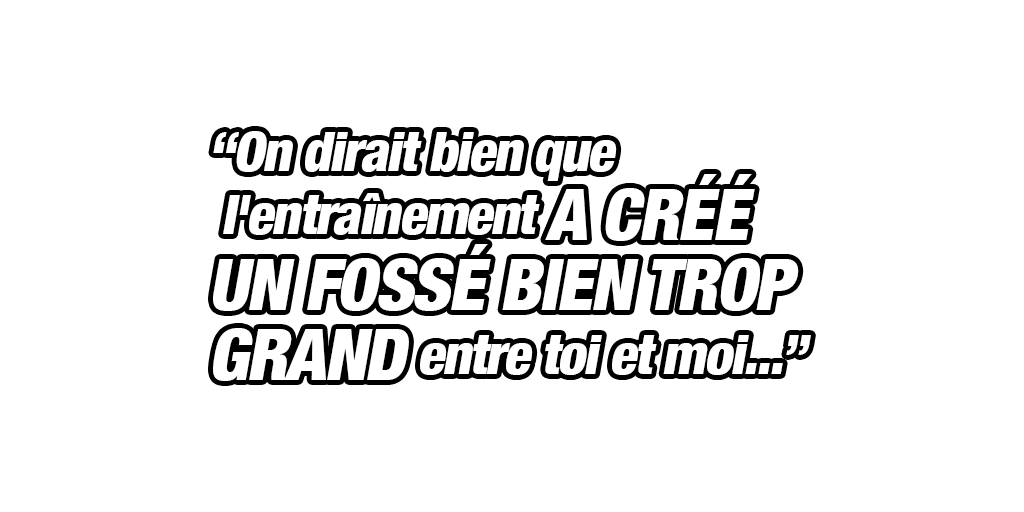 “On dirait bien que
l'entraînement A CRÉÉ
UN FOSSÉ BIEN TROP
GRAND entre toi et moi...”